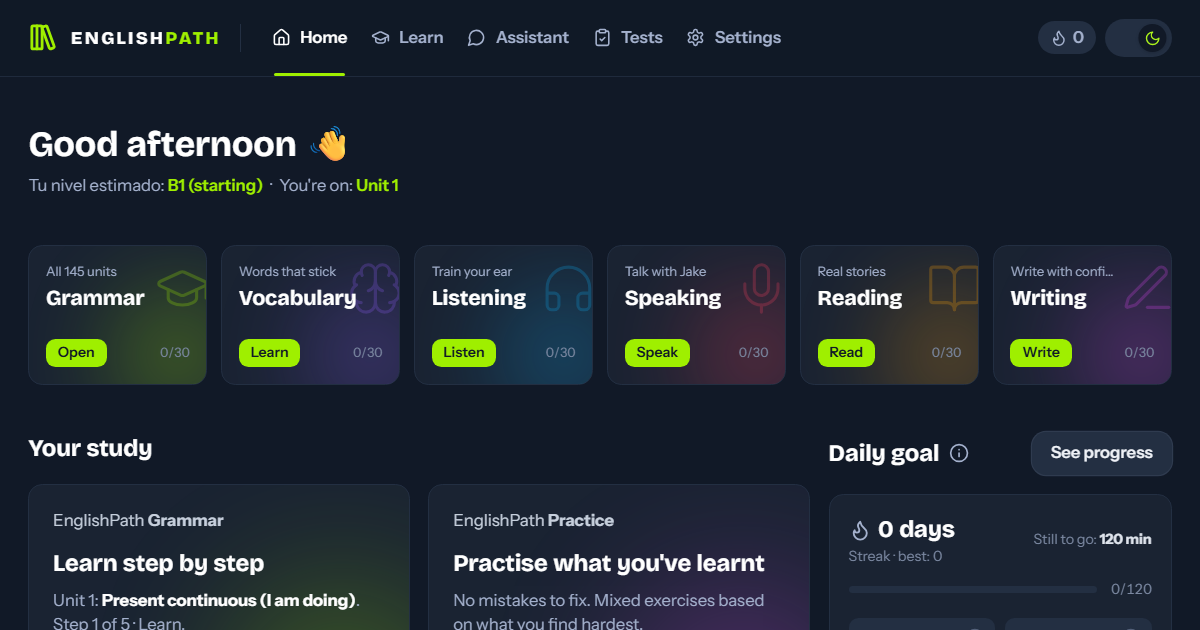 ENGLISHPATH
Home
Learn
Assistant
Tests
Settings
0
Good afternoon 👋
Tu nivel estimado: B1 (starting) · You're on: Unit 1
All 145 units
Grammar
Open
0/30
Words that stick
Vocabulary
Learn
0/30
Train your ear
Listening
Listen
0/30
Talk with Jake
Speaking
Speak
0/30
Real stories
Reading
Read
0/30
Write with confi...
Writing
Write
0/30
Your study
EnglishPath Grammar
Learn step by step
Unit 1: Present continuous (I am doing).
Step 1 of 5 · Learn.
EnglishPath Practice
Practise what you've learnt
No mistakes to fix. Mixed exercises based
on what you find hardest.
Daily goal
See progress
0 days
Streak · best: 0
Still to go: 120 min
0/120